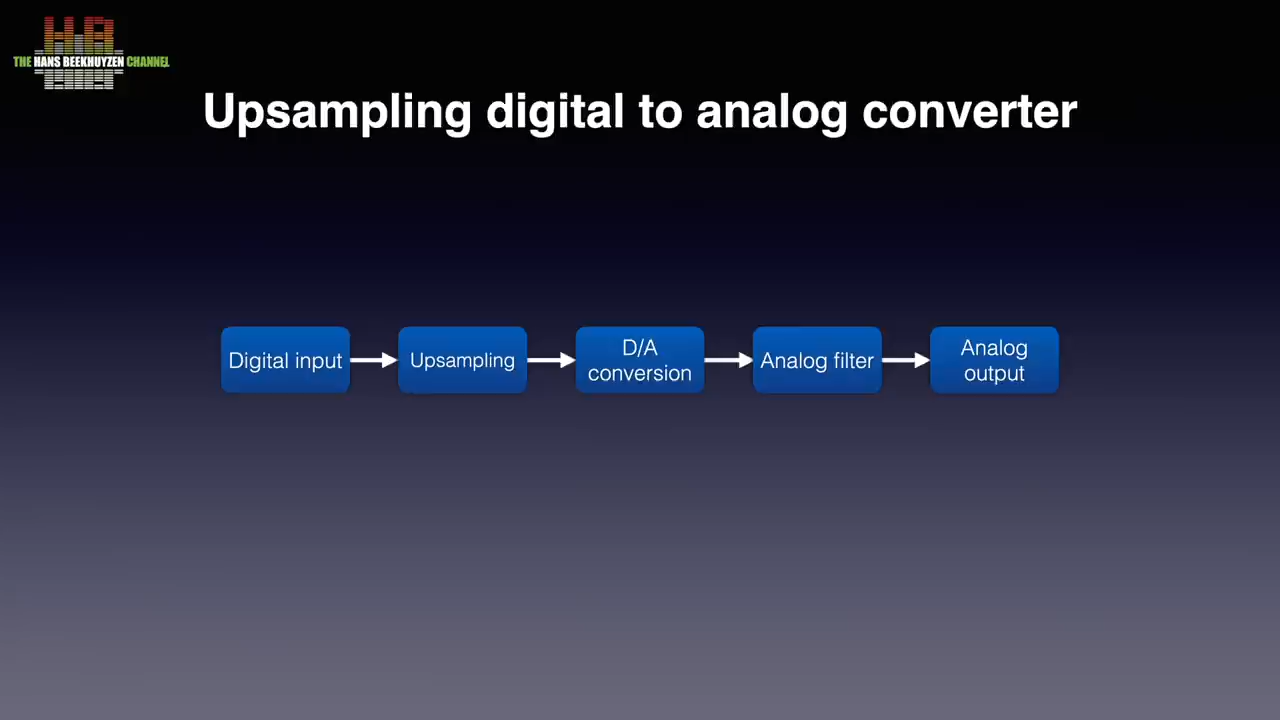 THE HANS BEEKHUYZEN CHANNEL
Upsampling digital to analog converter
Digital input
Upsampling
D/A
conversion
Analog filter
Analog
output